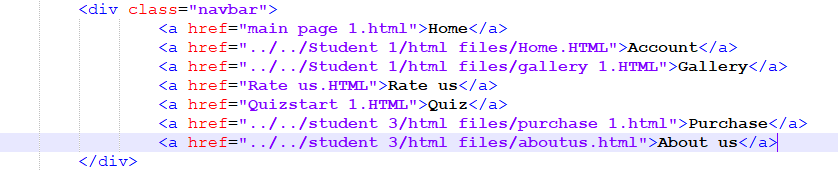 <div class="navbar">
<a href="main page 1.html">Home</a>
<a href="../../Student 1/html files/Home.HTML">Account</a>
<a href="../../Student 1/html files/gallery 1.HTML">Gallery</a>
<a href="Rate us.HTML">Rate us</a>
<a href="Quizstart 1.HTML">Quiz</a>
<a href="../../student 3/html files/purchase 1.html">Purchase</a>
<a href="../../student 3/html files/aboutus.html">About us</a>
</div>